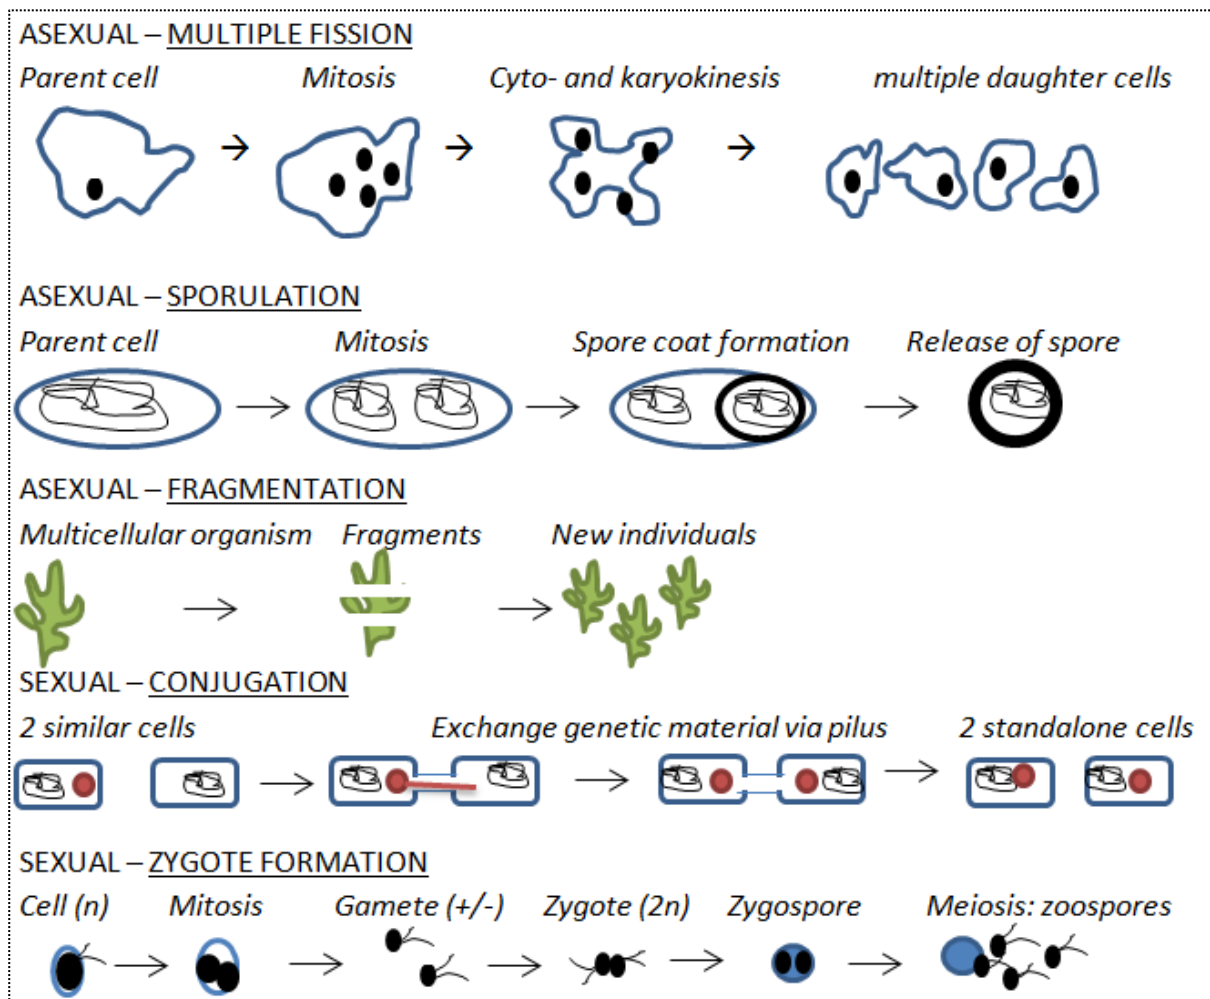 ASEXUAL – MULTIPLE FISSION
Parent cell Mitosis Cyto- and karyokinesis multiple daughter cells
ASEXUAL – SPORULATION
Parent cell Mitosis Spore coat formation Release of spore
ASEXUAL – FRAGMENTATION
Multicellular organism Fragments New individuals
SEXUAL – CONJUGATION
2 similar cells Exchange genetic material via pilus 2 standalone cells
SEXUAL – ZYGOTE FORMATION
Cell (n) Mitosis Gamete (+/-) Zygote (2n) Zygospore Meiosis: zoospores